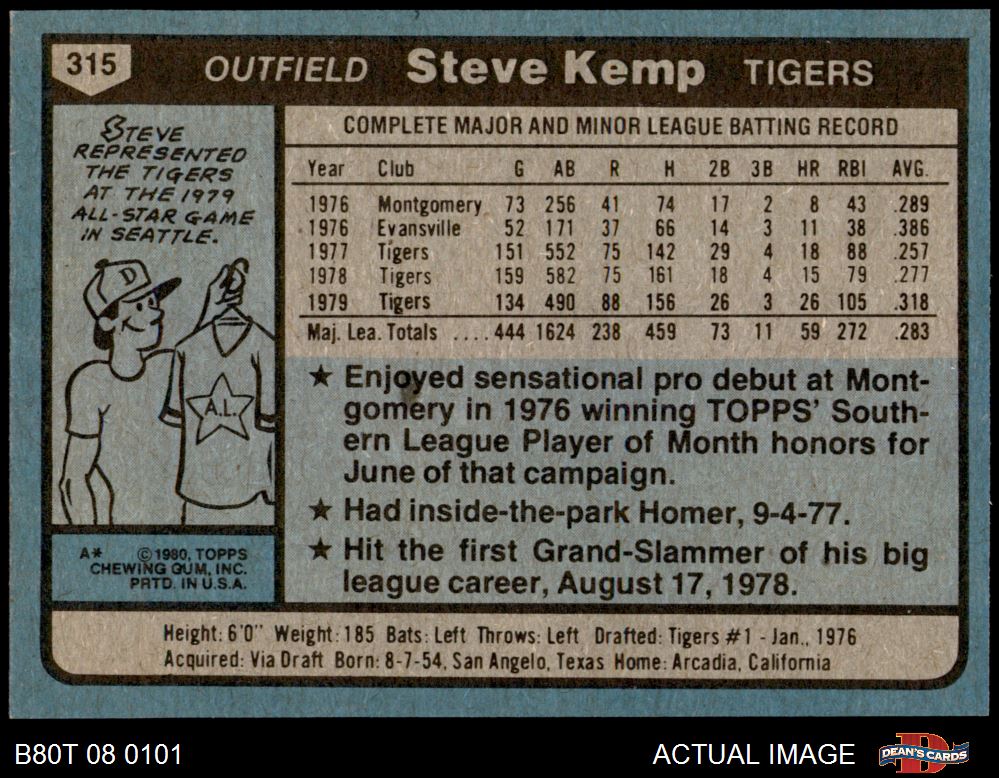 315 OUTFIELD Steve Kemp TIGERS
STEVE
REPRESENTED
THE TIGERS
AT THE 1979
ALL-STAR GAME
IN SEATTLE.
D
A.L.
A* ©1980, TOPPS
CHEWING GUM, INC.
PRTD. IN U.S.A.
COMPLETE MAJOR AND MINOR LEAGUE BATTING RECORD
Year Club G AB R H 2B 3B HR RBI AVG.
1976 Montgomery 73 256 41 74 17 2 8 43 .289
1976 Evansville 52 171 37 66 14 3 11 38 .386
1977 Tigers 151 552 75 142 29 4 18 88 .257
1978 Tigers 159 582 75 161 18 4 15 79 .277
1979 Tigers 134 490 88 156 26 3 26 105 .318
Maj. Lea. Totals ....444 1624 238 459 73 11 59 272 .283
★ Enjoyed sensational pro debut at Mont-
gomery in 1976 winning TOPPS' South-
ern League Player of Month honors for
June of that campaign.
★ Had inside-the-park Homer, 9-4-77.
★ Hit the first Grand-Slammer of his big
league career, August 17, 1978.
Height: 6'0" Weight: 185 Bats: Left Throws: Left Drafted: Tigers #1 - Jan., 1976
Acquired: Via Draft Born: 8-7-54, San Angelo, Texas Home: Arcadia, California
B80T 08 0101 ACTUAL IMAGE D DEAN'S CARDS